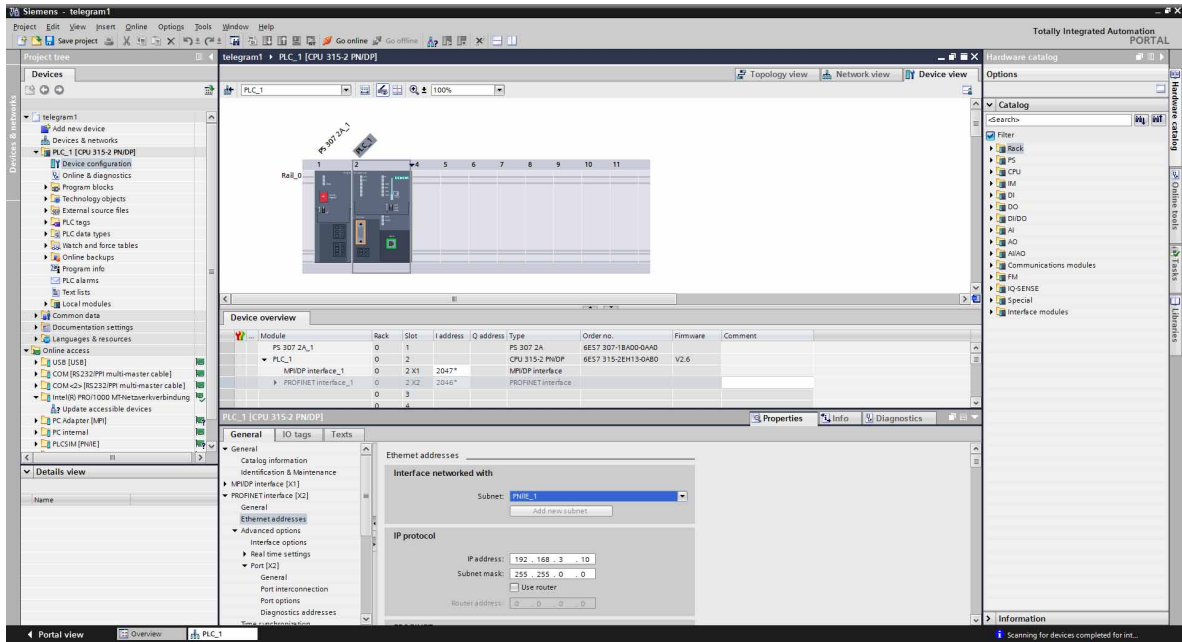 Siemens - telegram1
Project Edit View Insert Online Options Tools Window Help
Save project Go online Go offline
Totally Integrated Automation
PORTAL
Project tree
Devices
Devices & networks
telegram1
Add new device
Devices & networks
PLC_1 [CPU 315-2 PN/DP]
Device configuration
Online & diagnostics
Program blocks
Technology objects
External source files
PLC tags
PLC data types
Watch and force tables
Online backups
Program info
PLC alarms
Text lists
Local modules
Common data
Documentation settings
Languages & resources
Online access
USB [USB]
COM [RS232/PPI multi-master cable]
COM <2> [RS232/PPI multi-master cable]
Intel(R) PRO/1000 MT-Netzwerkverbindung
Update accessible devices
PC Adapter [MPI]
PC internal
PLCSIM [PN/IE]
Details view
Name
telegram1 PLC_1 [CPU 315-2 PN/DP]
Topology view Network view Device view
PLC_1 100%
PS 307 2A_1
PLC_1
1 2 4 5 6 7 8 9 10 11
Rail_0
Device overview
... Module Rack Slot I address Q address Type Order no. Firmware Comment
PS 307 2A_1 0 1 PS 307 2A 6ES7 307-1BA00-0AA0
PLC_1 0 2 CPU 315-2 PN/DP 6ES7 315-2EH13-0AB0 V2.6
MPI/DP interface_1 0 2 X1 2047* MPI/DP interface
PROFINET interface_1 0 2 X2 2046* PROFINET interface
0 3
0 4
PLC_1 [CPU 315-2 PN/DP]
Properties Info Diagnostics
General IO tags Texts
General
Catalog information
Identification & Maintenance
MPI/DP interface [X1]
PROFINET interface [X2]
General
Ethernet addresses
Advanced options
Interface options
Real time settings
Port [X2]
General
Port interconnection
Port options
Diagnostics addresses
Time synchronization
Ethernet addresses
Interface networked with
Subnet: PN/IE_1
Add new subnet
IP protocol
IP address: 192 . 168 . 3 . 10
Subnet mask: 255 . 255 . 0 . 0
Use router
Router address: 0 . 0 . 0 . 0
Hardware catalog
Options
Catalog
<Search>
Filter
Rack
PS
CPU
IM
DI
DO
DI/DO
AI
AO
AI/AO
Communications modules
FM
IQ-SENSE
Special
Interface modules
Information
Hardware catalog
Online tools
Tasks
Libraries
Portal view Overview PLC_1
Scanning for devices completed for int...